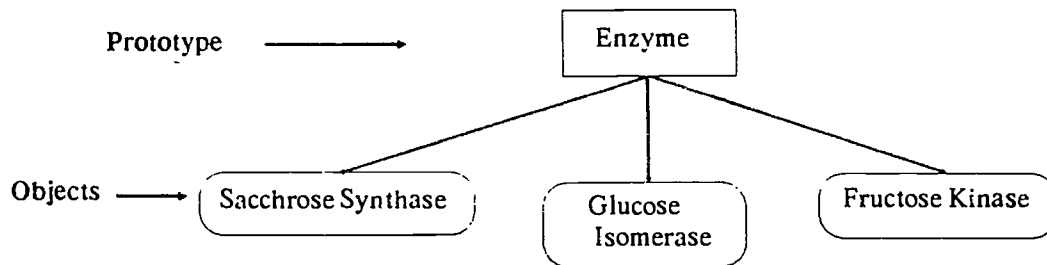 Prototype
Enzyme
Objects
Sacchrose Synthase
Glucose
Isomerase
Fructose Kinase